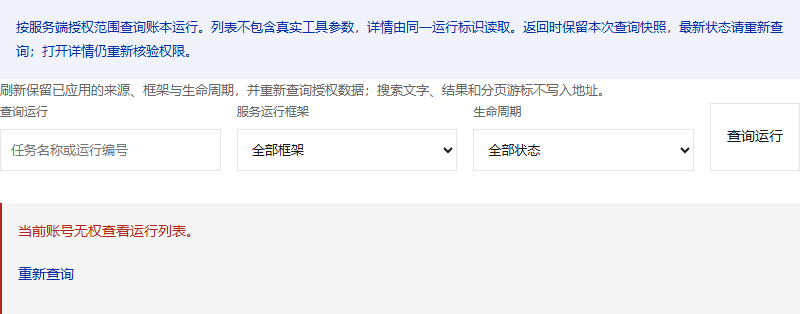 按服务端授权范围查询账本运行。列表不包含真实工具参数，详情由同一运行标识读取。返回时保留本次查询快照，最新状态请重新查
询；打开详情仍重新核验权限。
刷新保留已应用的来源、框架与生命周期，并重新查询授权数据；搜索文字、结果和分页游标不写入地址。
查询运行
服务运行框架
生命周期
任务名称或运行编号
全部框架
全部状态
查询运行
当前账号无权查看运行列表。
重新查询